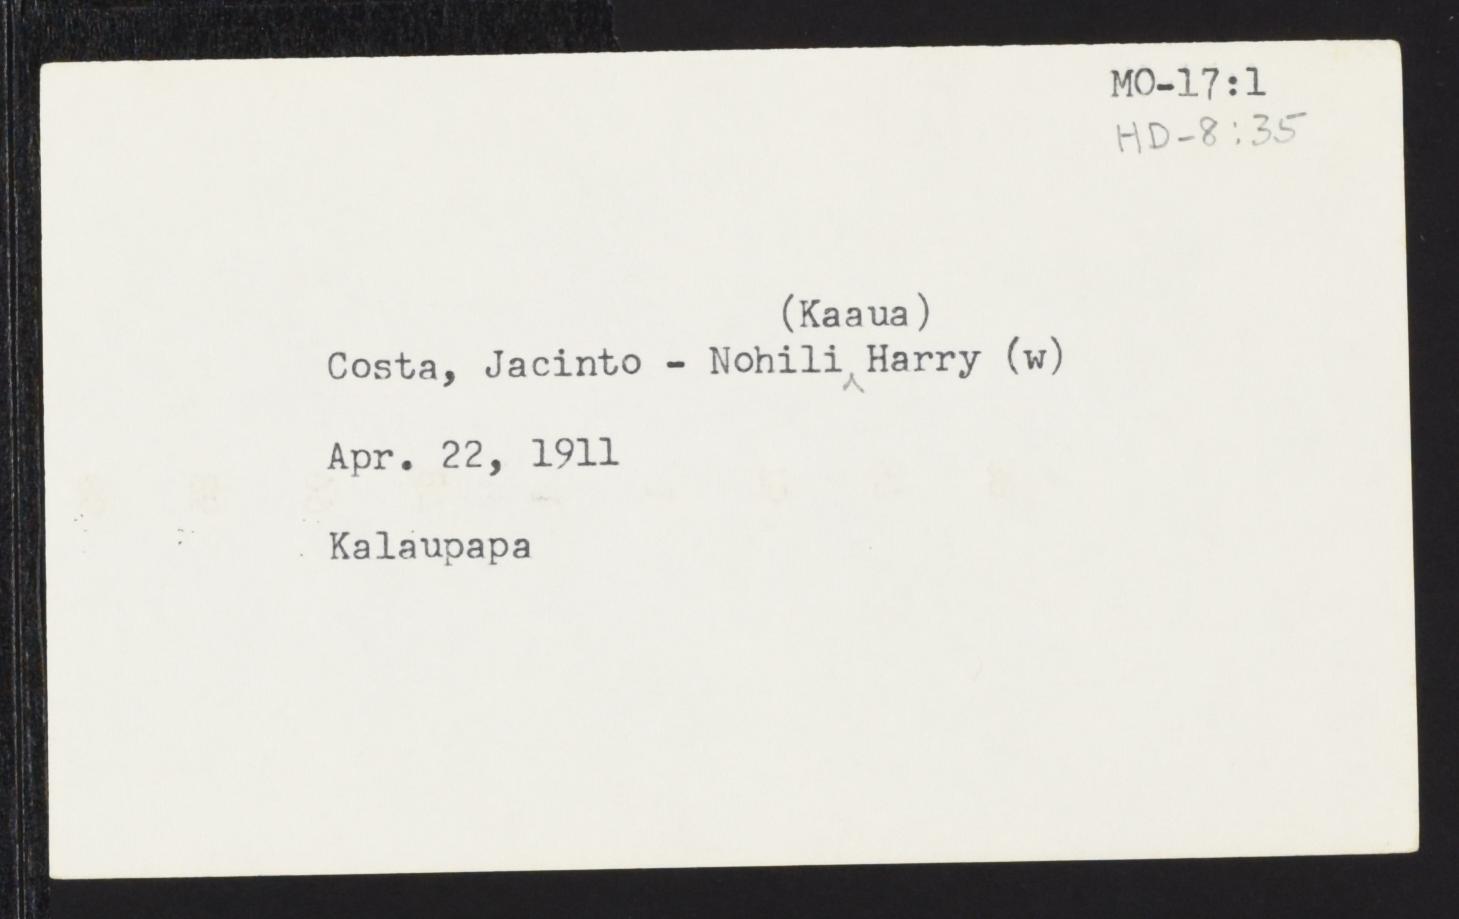 MO-17:1
HD-8:35
(Kaaua)
Costa, Jacinto - Nohili ^ Harry (w)
Apr. 22, 1911
Kalaupapa